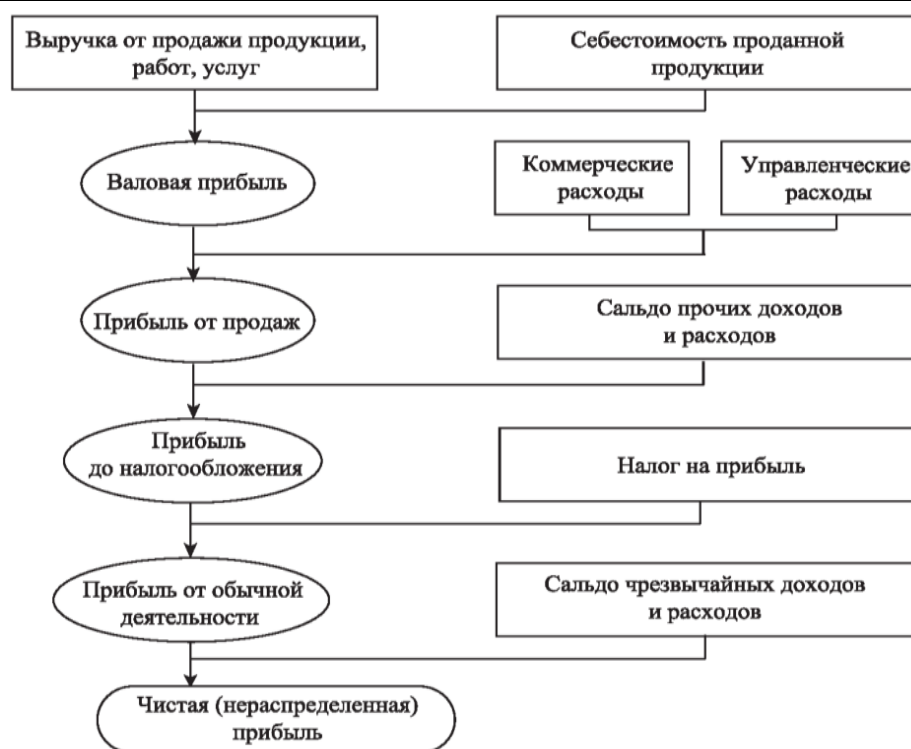 Выручка от продажи продукции,
работ, услуг
Себестоимость проданной
продукции
Валовая прибыль
Коммерческие
расходы
Управленческие
расходы
Прибыль от продаж
Сальдо прочих доходов
и расходов
Прибыль
до налогообложения
Налог на прибыль
Прибыль от обычной
деятельности
Сальдо чрезвычайных доходов
и расходов
Чистая (нераспределенная)
прибыль